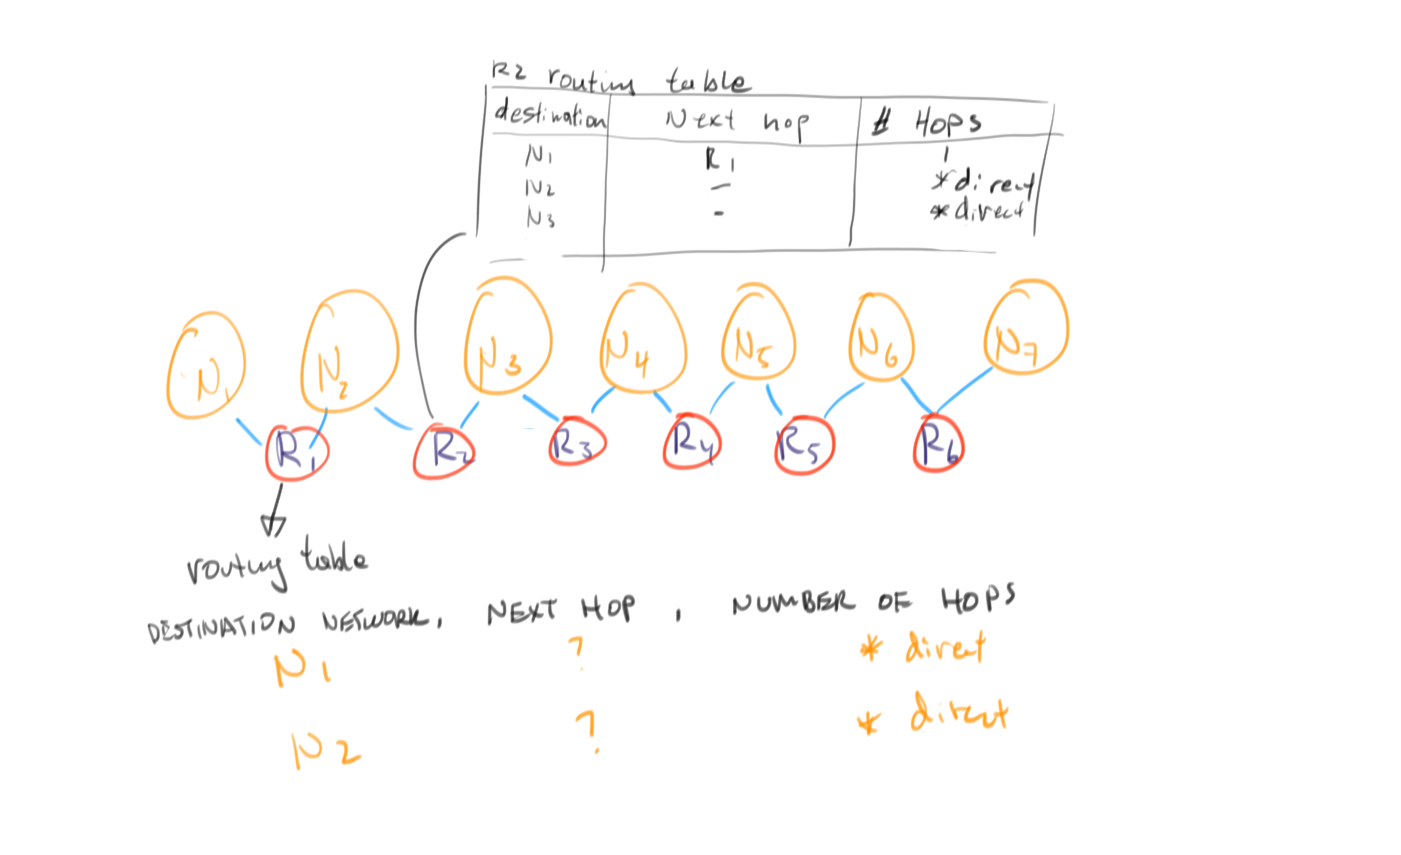 R2 routing table
destination Next hop # Hops
N1 R1 1
N2 — *direct
N3 - *direct
N1 N2 N3 N4 N5 N6 N7
R1 R2 R3 R4 R5 R6
routing table
DESTINATION NETWORK, NEXT HOP, NUMBER OF HOPS
N1 ? * direct
N2 ? * direct